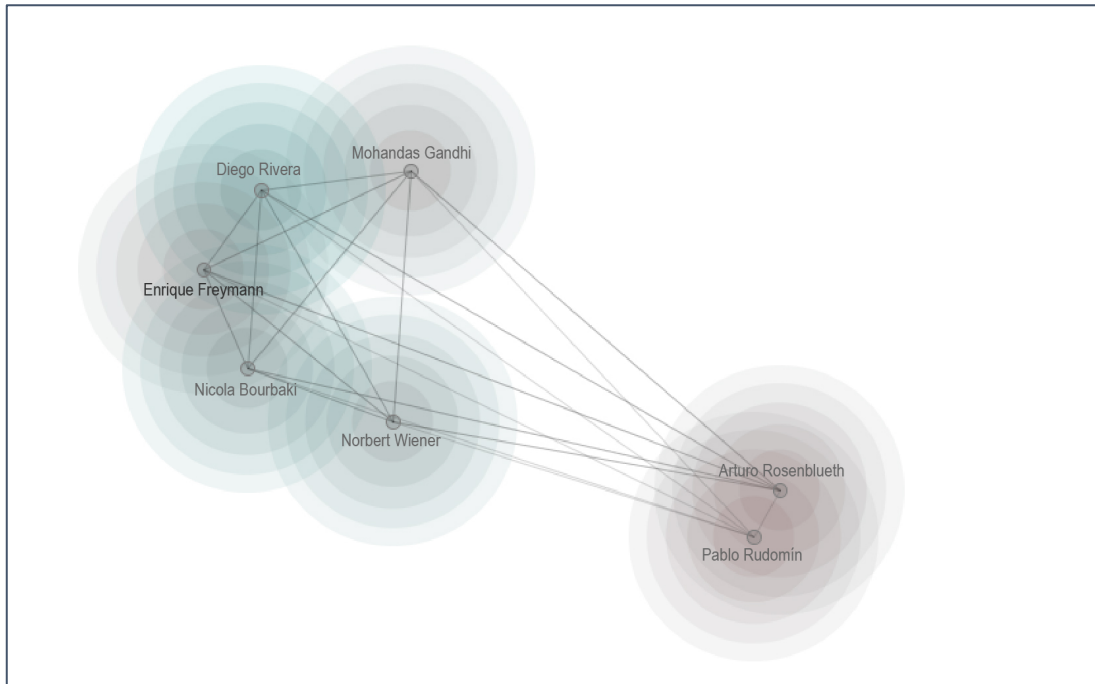 Mohandas Gandhi
Diego Rivera
Enrique Freymann
Nicola Bourbaki
Norbert Wiener
Arturo Rosenblueth
Pablo Rudomín